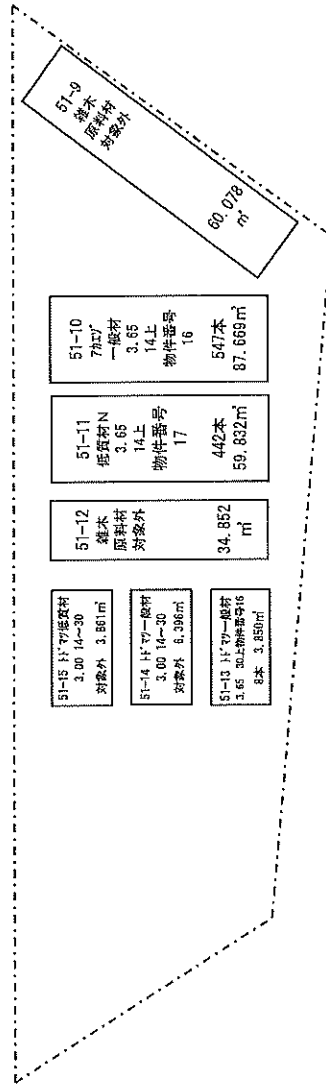 51-9
雑木
原料材
対象外
60.078
㎥
51-10
アカエゾ
一般材
3.65
14上
物件番号
16
547本
87.669㎥
51-11
低質材N
3.65
14上
物件番号
17
442本
59.832㎥
51-12
雑木
原料材
対象外
34.852
㎥
51-15 トドマツ低質材
3.00 14～30
対象外 3.861㎥
51-14 トドマツ一般材
3.00 14～30
対象外 6.396㎥
51-13 トドマツ一般材
3.65 30上物件番号16
8本 3.850㎥